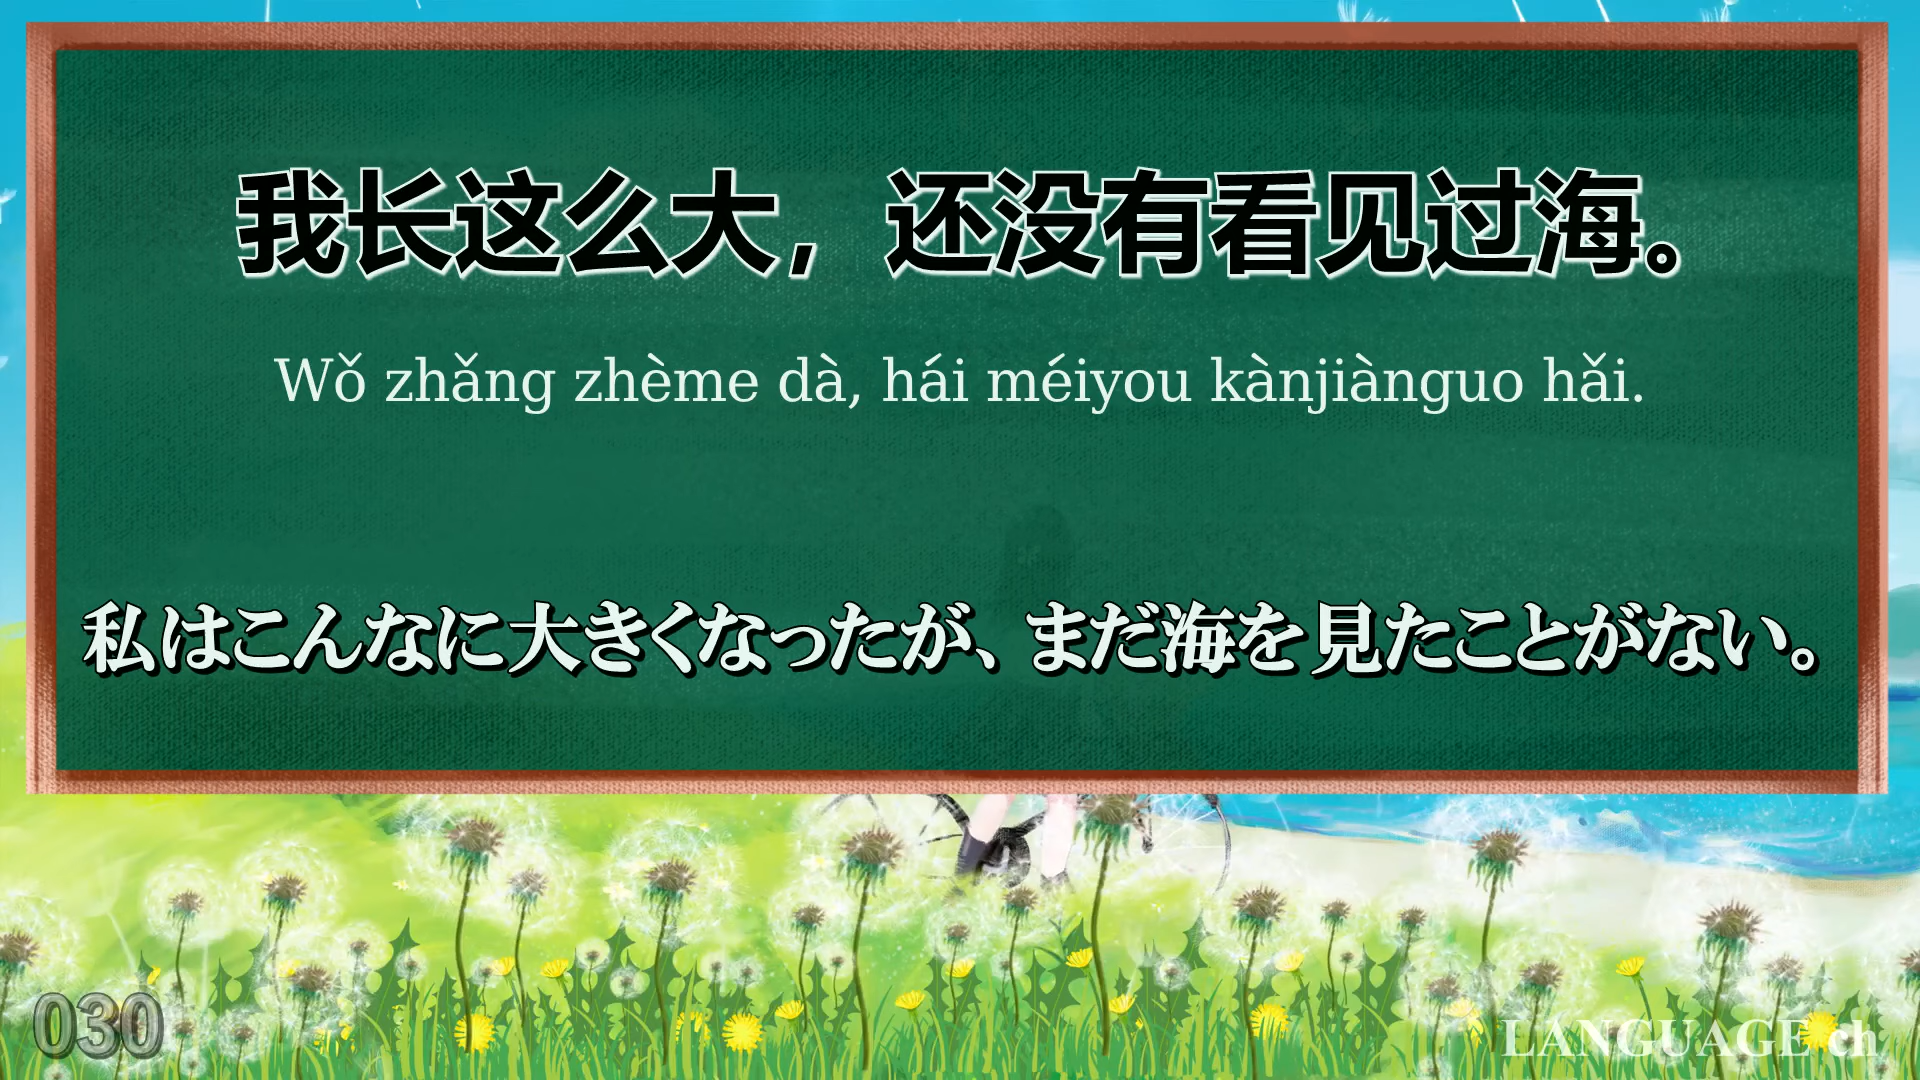 我长这么大，还没有看见过海。
Wǒ zhǎng zhème dà, hái méiyou kànjiànguo hǎi.
私はこんなに大きくなったが、まだ海を見たことがない。
030
LANGUAGE ch